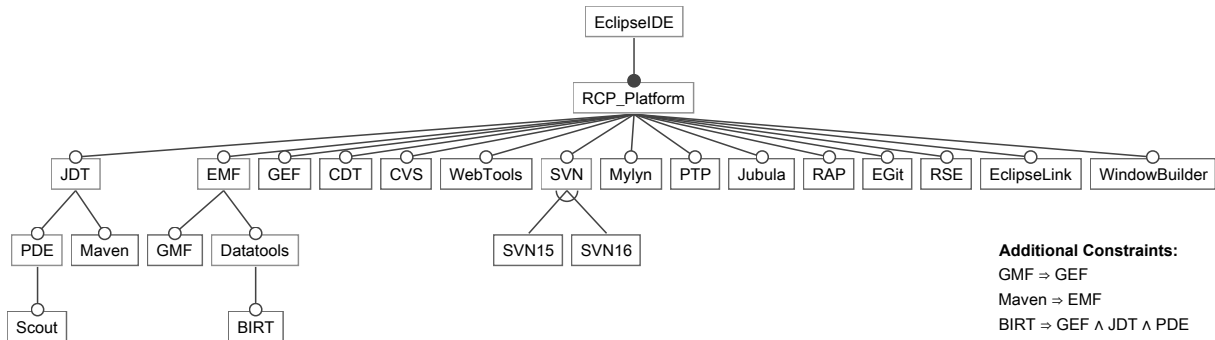 EclipseIDE
RCP_Platform
JDT EMF GEF CDT CVS WebTools SVN Mylyn PTP Jubula RAP EGit RSE EclipseLink WindowBuilder
PDE Maven GMF Datatools SVN15 SVN16
Scout BIRT
Additional Constraints:
GMF ⇒ GEF
Maven ⇒ EMF
BIRT ⇒ GEF ∧ JDT ∧ PDE